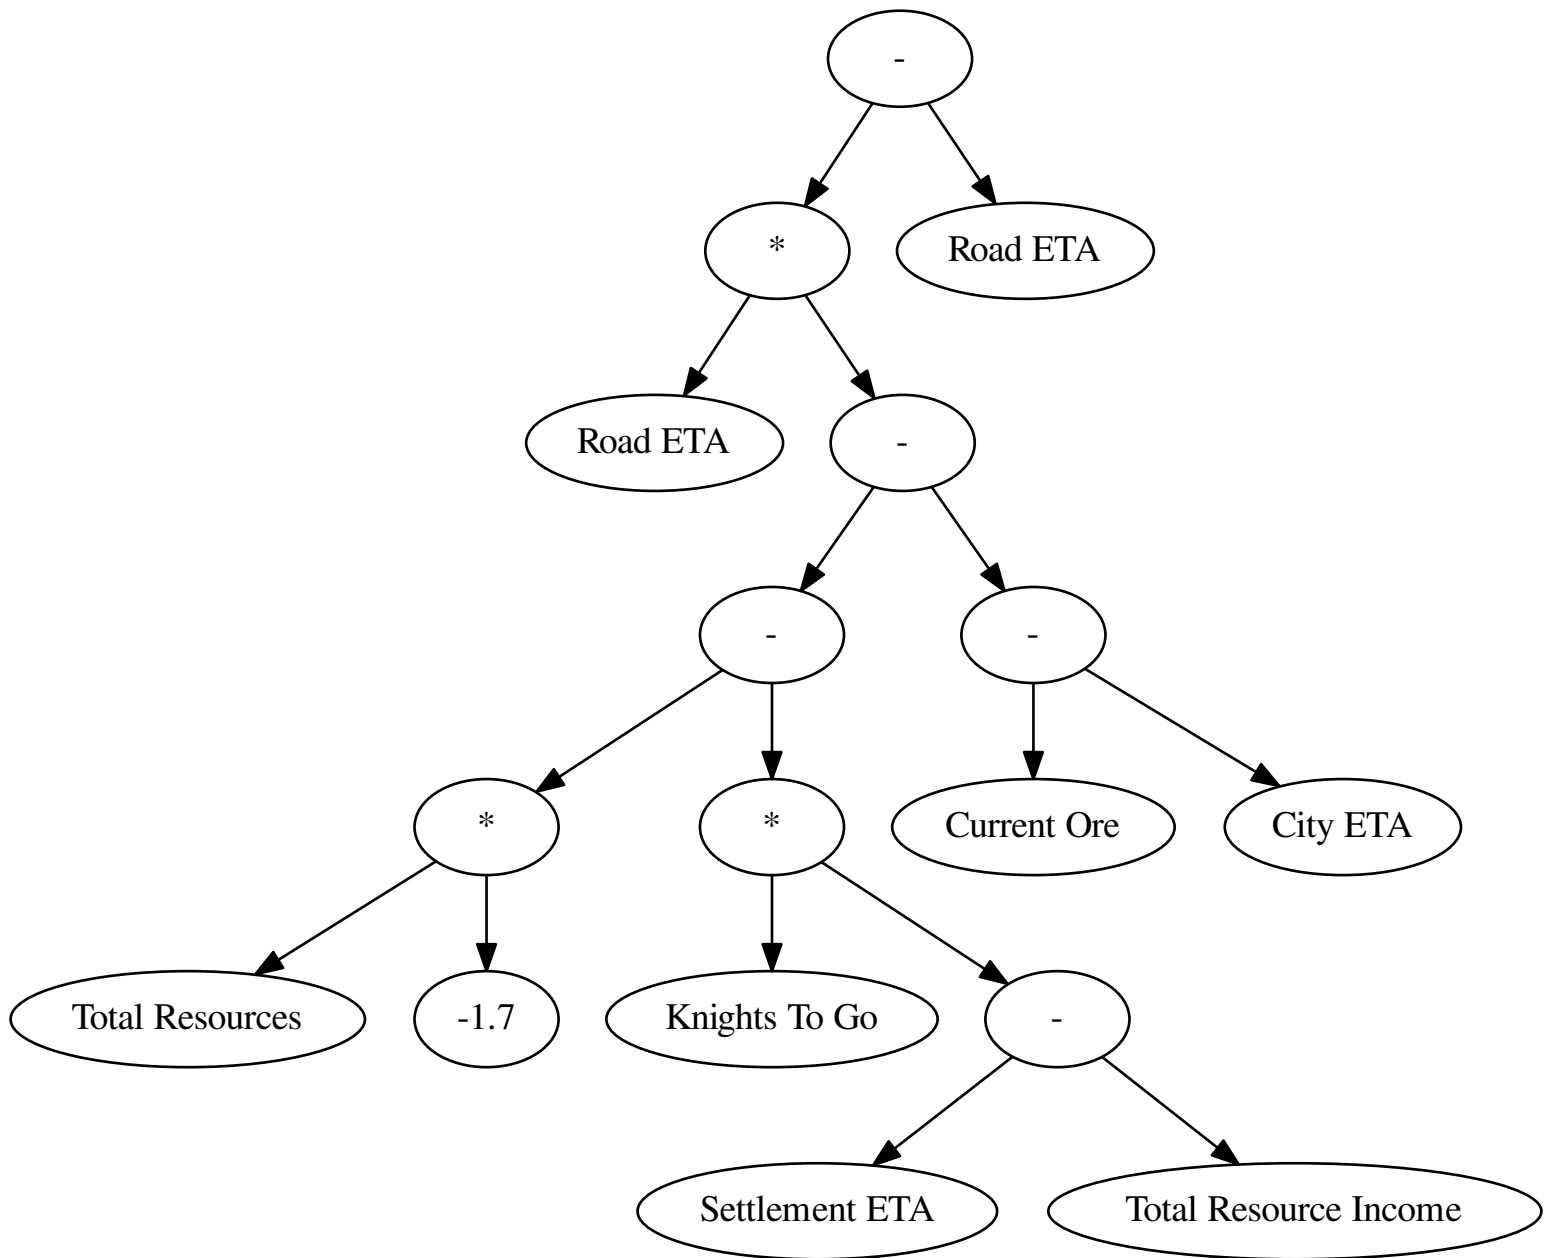 -
*
Road ETA
Road ETA
-
-
-
*
*
Current Ore
City ETA
Total Resources
-1.7
Knights To Go
-
Settlement ETA
Total Resource Income